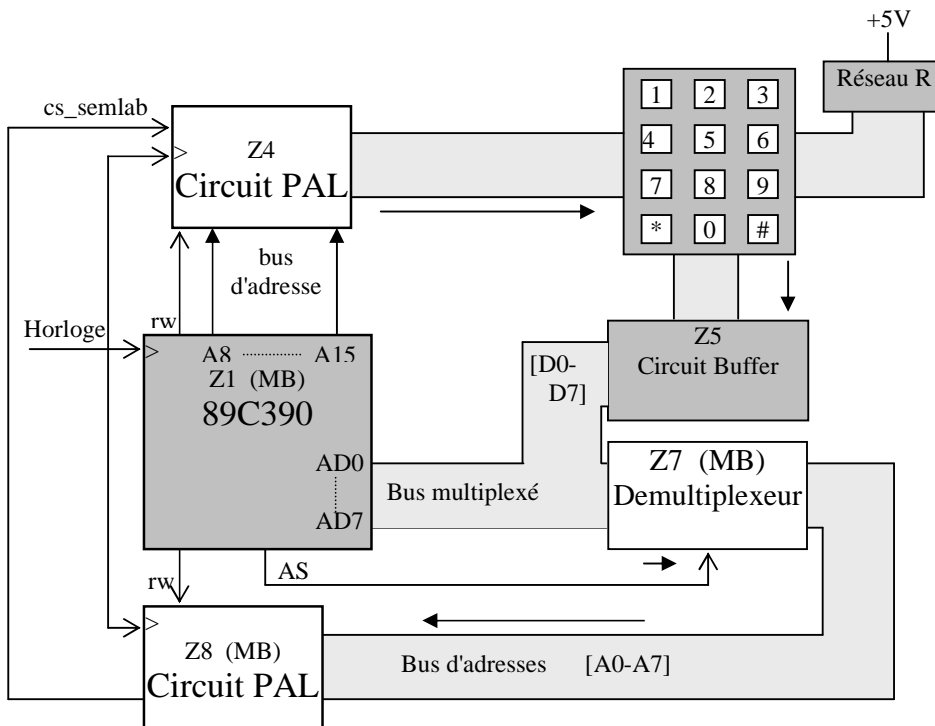 +5V
Réseau R
cs_semlab
1 2 3
4 5 6
7 8 9
* 0 #
Z4
Circuit PAL
bus
d'adresse
rw
Horloge
A8 A15
Z1 (MB)
89C390
AD0
AD7
[D0-
D7]
Z5
Circuit Buffer
Bus multiplexé
Z7 (MB)
Demultiplexeur
AS
rw
Z8 (MB)
Circuit PAL
Bus d'adresses [A0-A7]